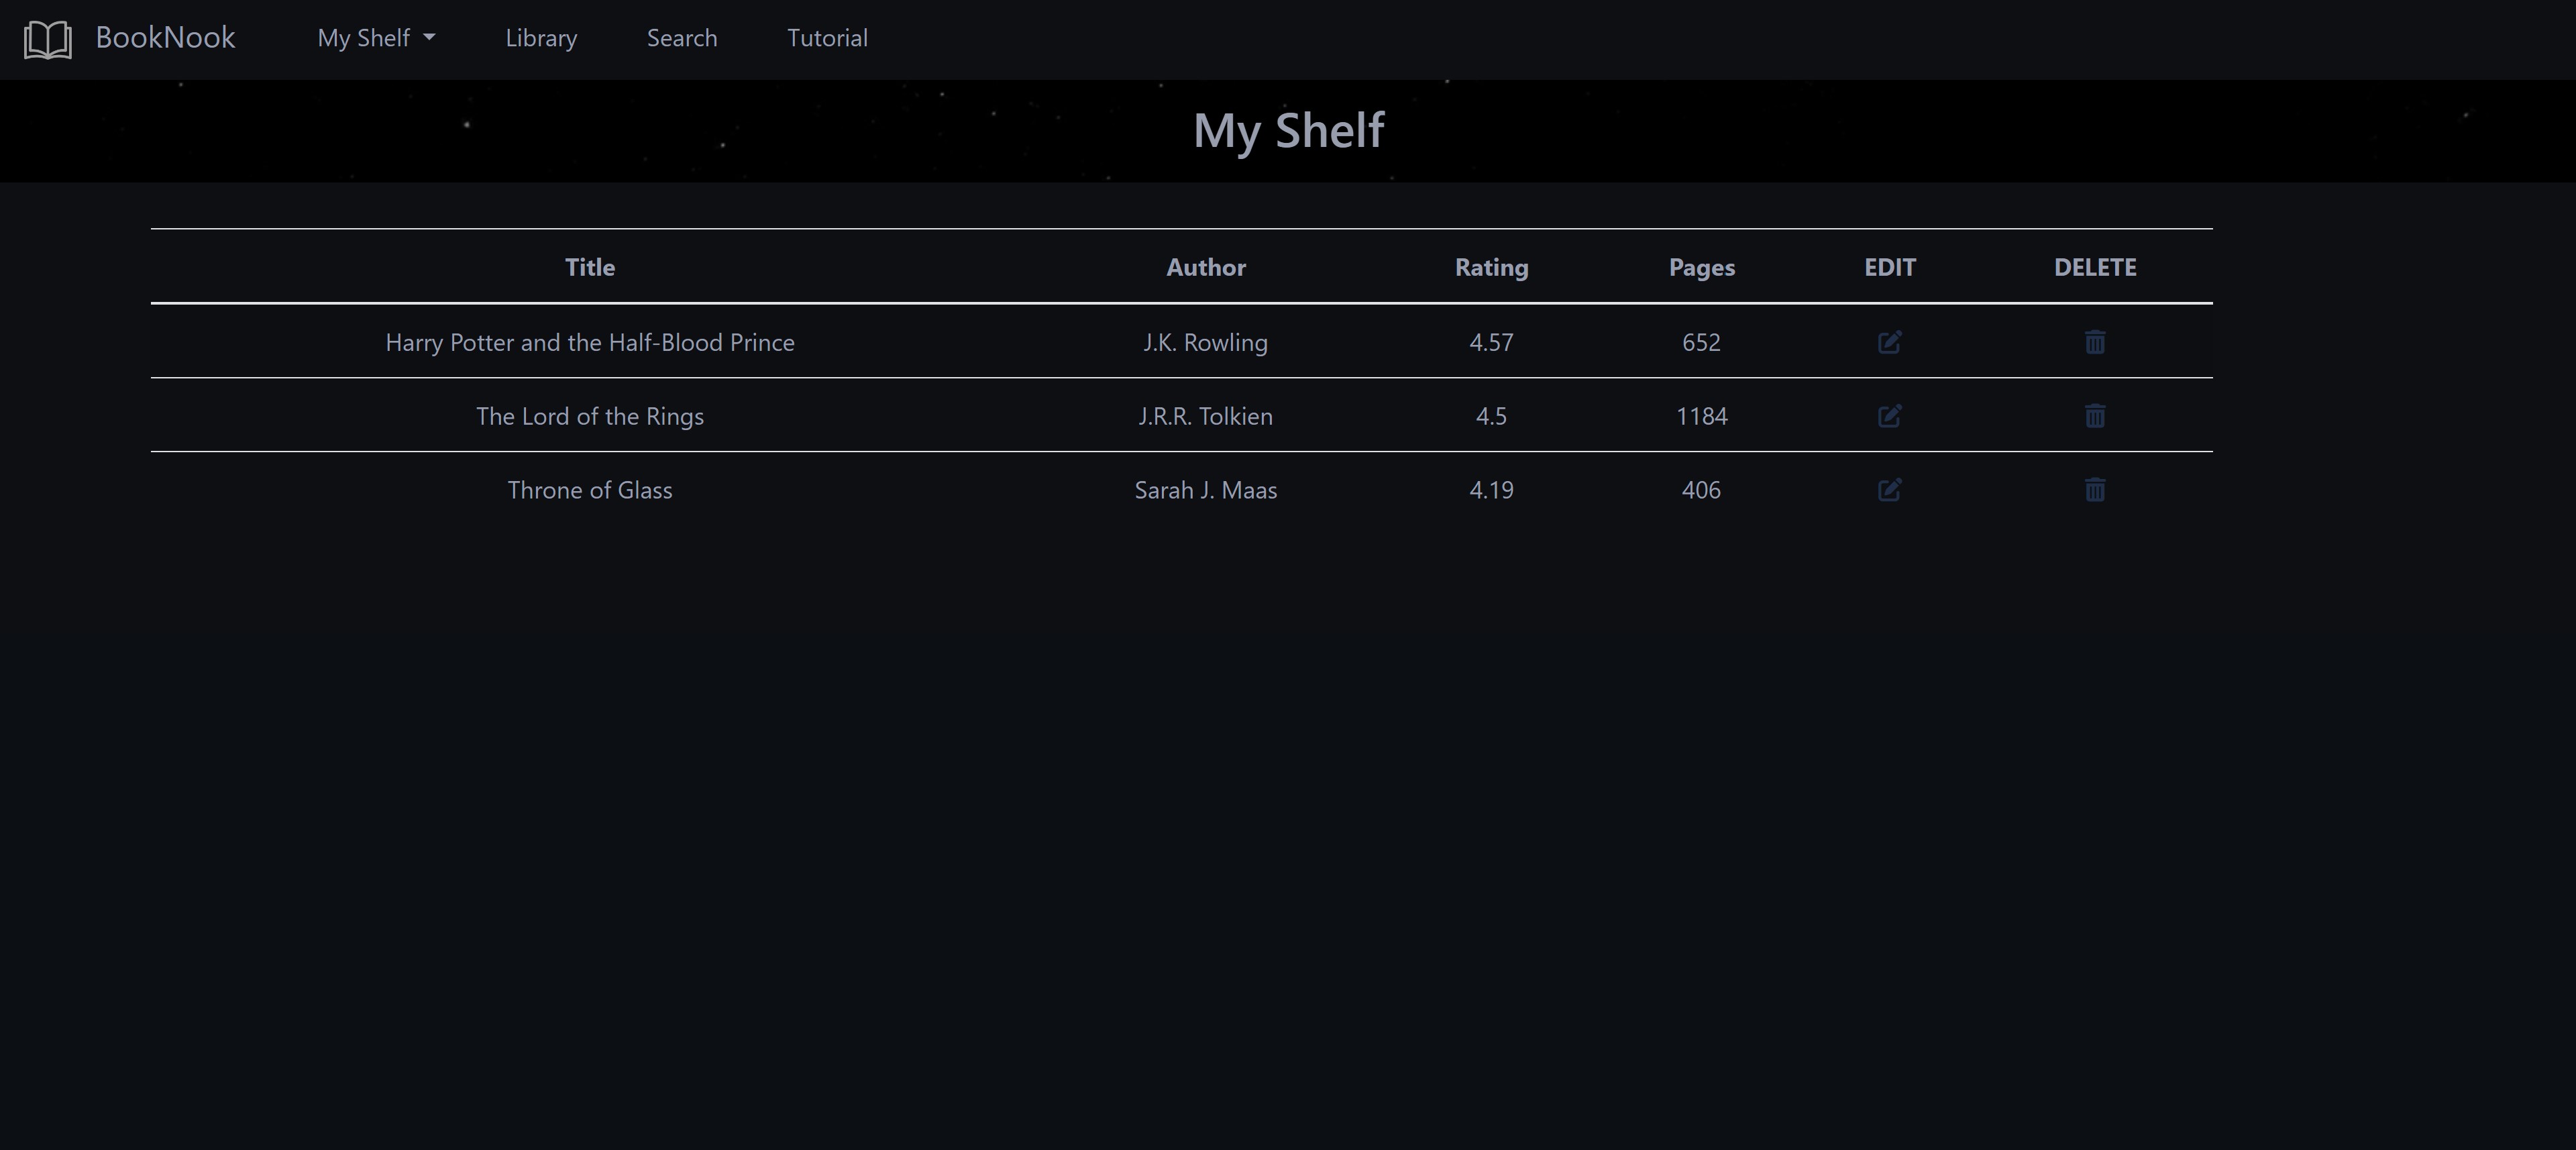 BookNook My Shelf Library Search Tutorial
My Shelf
Title Author Rating Pages EDIT DELETE
Harry Potter and the Half-Blood Prince J.K. Rowling 4.57 652
The Lord of the Rings J.R.R. Tolkien 4.5 1184
Throne of Glass Sarah J. Maas 4.19 406